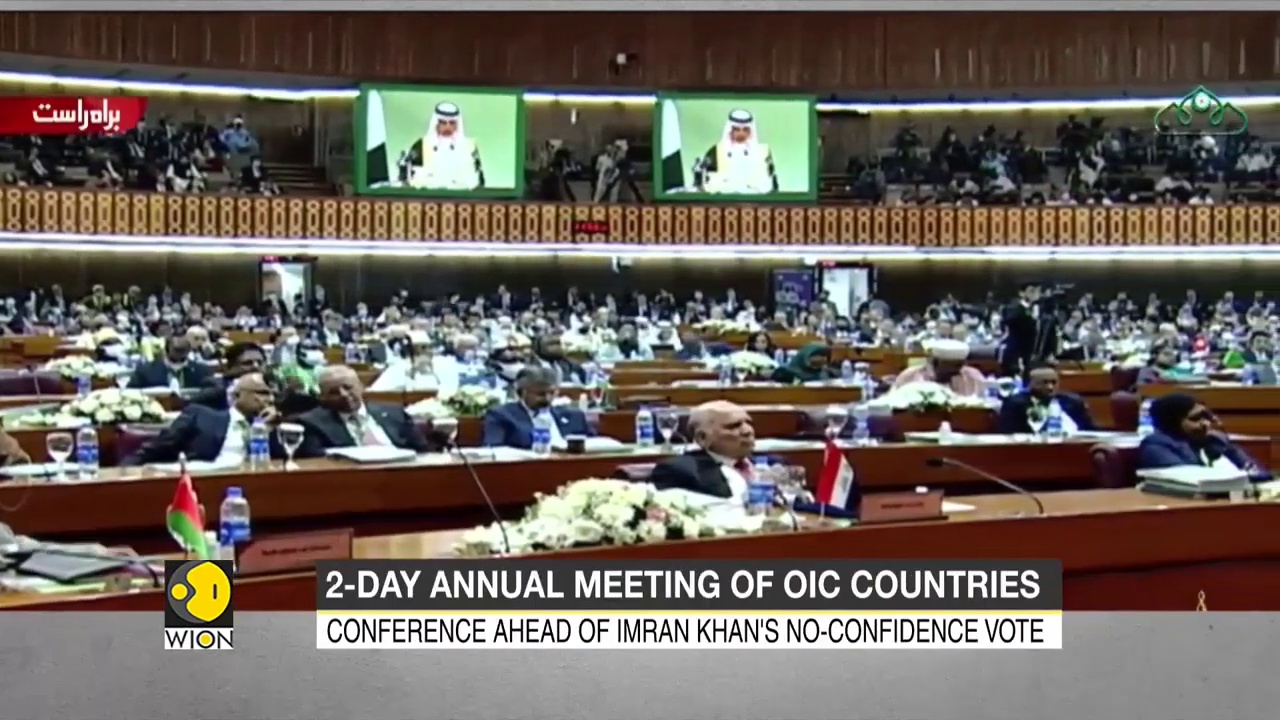 براہ راست
2-DAY ANNUAL MEETING OF OIC COUNTRIES
WION
CONFERENCE AHEAD OF IMRAN KHAN'S NO-CONFIDENCE VOTE